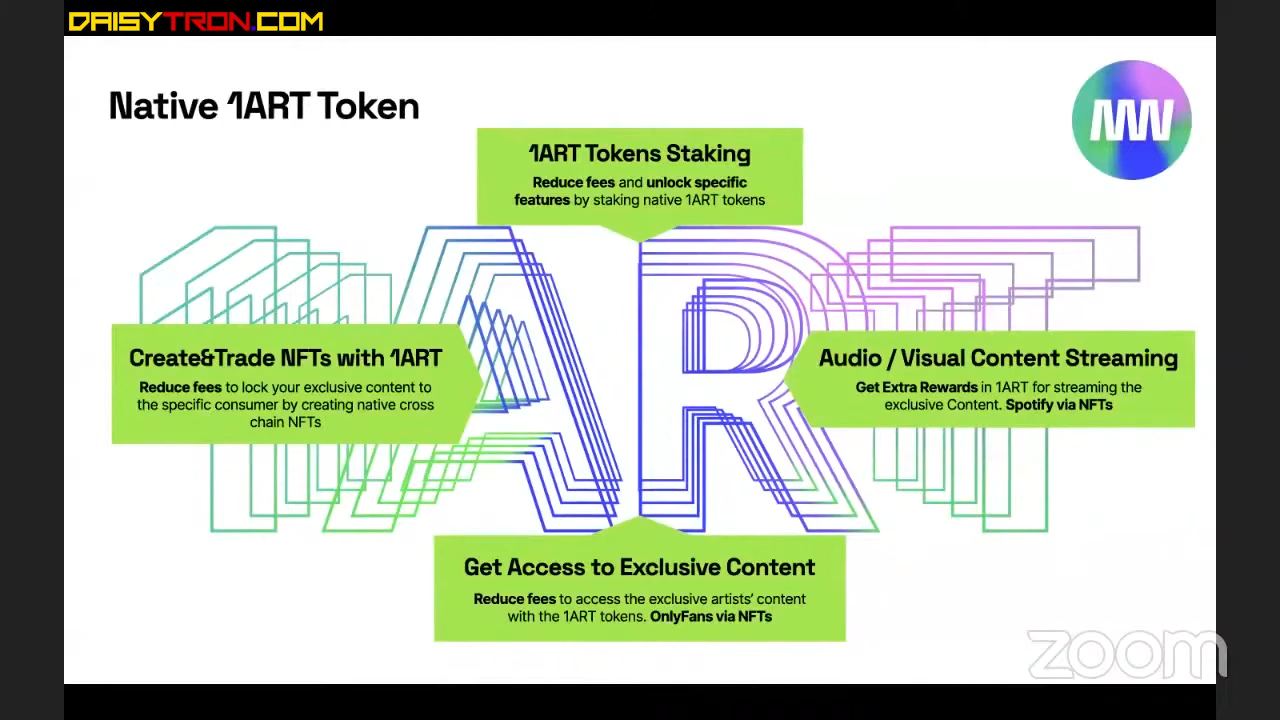 DAISYTRON.COM
Native 1ART Token
NWW
1ART Tokens Staking
Reduce fees and unlock specific
features by staking native 1ART tokens
1ART
Create&Trade NFTs with 1ART
Reduce fees to lock your exclusive content to
the specific consumer by creating native cross
chain NFTs
Audio / Visual Content Streaming
Get Extra Rewards in 1ART for streaming the
exclusive Content. Spotify via NFTs
Get Access to Exclusive Content
Reduce fees to access the exclusive artists' content
with the 1ART tokens. OnlyFans via NFTs
zoom